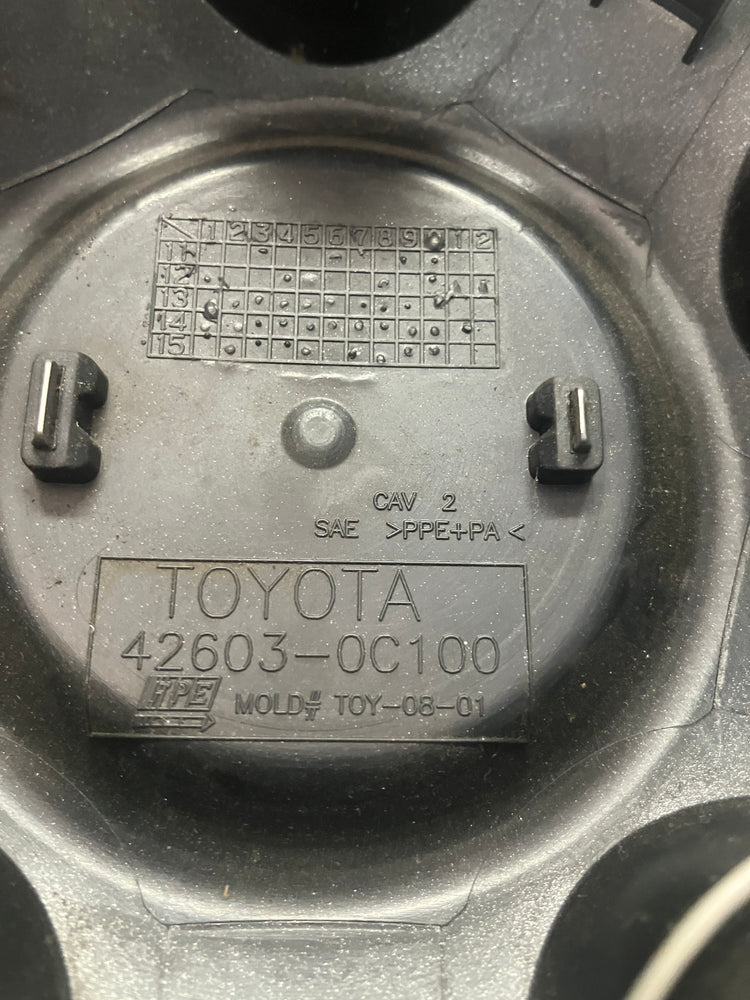 1 2 3 4 5 6 7 8 9 0 1 2
11
12
13
14
15
CAV 2
SAE >PPE+PA<
TOYOTA
42603-0C100
HPE MOLD# TOY-08-01